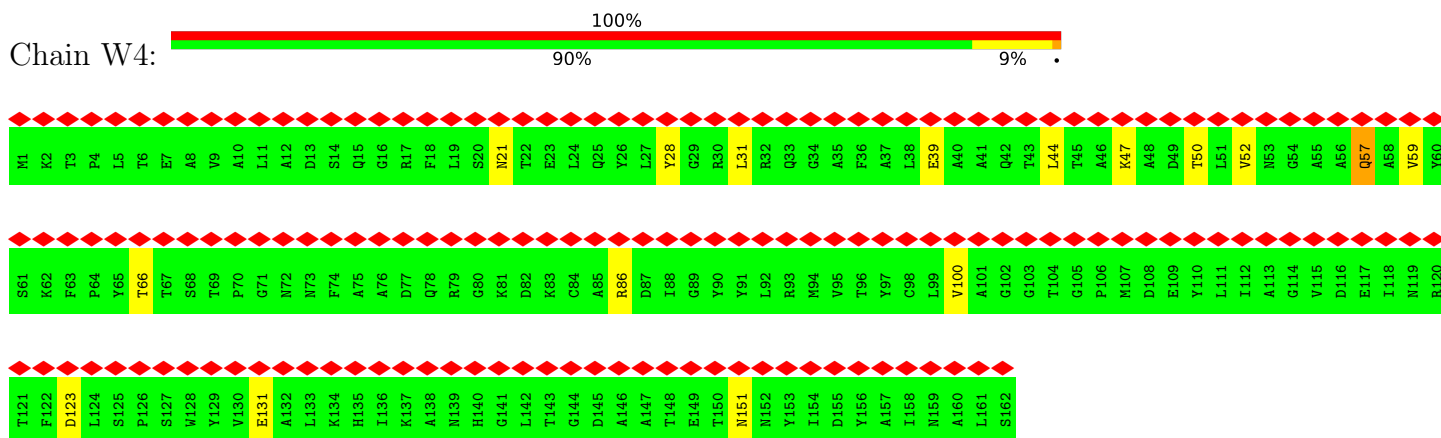 100%
Chain W4:
90% 9% •
M1 K2 T3 P4 L5 T6 E7 A8 V9 A10 L11 A12 D13 S14 Q15 G16 R17 F18 L19 S20 N21 T22 E23 L24 Q25 Y26 L27 Y28 G29 R30 L31 R32 Q33 G34 A35 F36 A37 L38 E39 A40 A41 Q42 T43 L44 T45 A46 K47 A48 D49 T50 L51 V52 N53 G54 A55 A56 Q57 A58 V59 Y60
S61 K62 F63 P64 Y65 T66 T67 S68 T69 P70 G71 N72 N73 F74 A75 A76 D77 Q78 R79 G80 K81 D82 K83 C84 A85 R86 D87 I88 G89 Y90 Y91 L92 R93 M94 V95 T96 Y97 C98 L99 V100 A101 G102 G103 T104 G105 P106 M107 D108 E109 Y110 L111 I112 A113 G114 V115 D116 E117 I118 N119 R120
T121 F122 D123 L124 S125 P126 S127 W128 Y129 V130 E131 A132 L133 K134 H135 I136 K137 A138 N139 H140 G141 L142 T143 G144 D145 A146 A147 T148 E149 T150 N151 N152 Y153 I154 D155 Y156 A157 I158 N159 A160 L161 S162